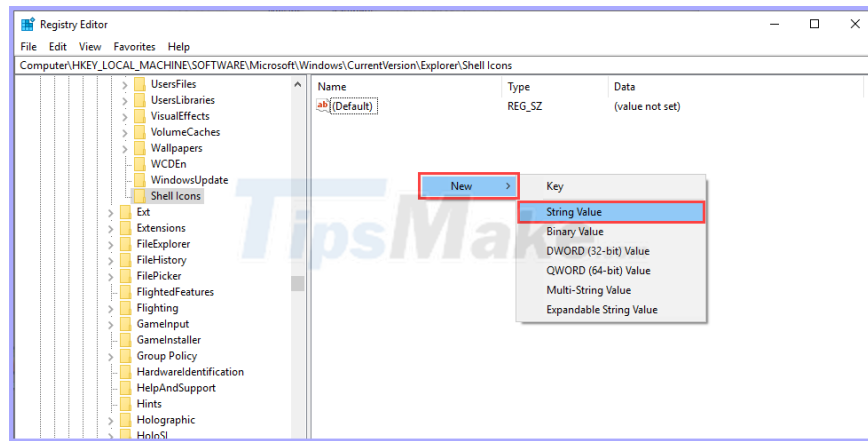 Registry Editor
File Edit View Favorites Help
Computer\HKEY_LOCAL_MACHINE\SOFTWARE\Microsoft\Windows\CurrentVersion\Explorer\Shell Icons
UsersFiles
UsersLibraries
VisualEffects
VolumeCaches
Wallpapers
WCDEn
WindowsUpdate
Shell Icons
Ext
Extensions
FileExplorer
FileHistory
FilePicker
FlightedFeatures
Flighting
GameInput
GameInstaller
Group Policy
HardwareIdentification
HelpAndSupport
Hints
Holographic
HoloSI
Name Type Data
ab (Default) REG_SZ (value not set)
New
Key
String Value
Binary Value
DWORD (32-bit) Value
QWORD (64-bit) Value
Multi-String Value
Expandable String Value
TipsMake